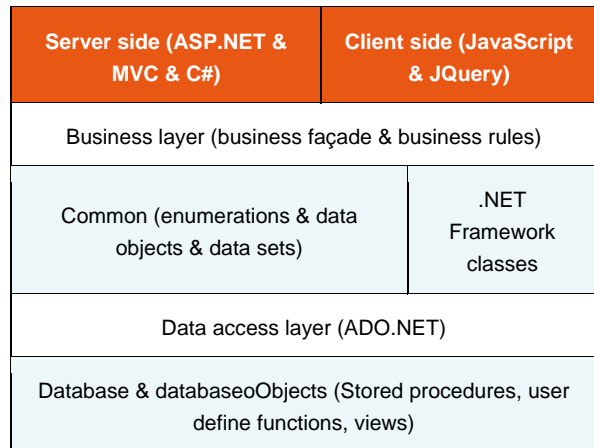 Server side (ASP.NET &
MVC & C#)
Client side (JavaScript
& JQuery)
Business layer (business façade & business rules)
Common (enumerations & data
objects & data sets)
.NET
Framework
classes
Data access layer (ADO.NET)
Database & databaseoObjects (Stored procedures, user
define functions, views)